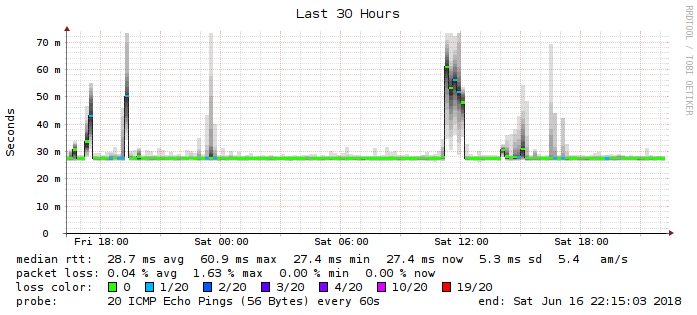 Last 30 Hours
RRDTOOL / TOBI OETIKER
Seconds
70 m
60 m
50 m
40 m
30 m
20 m
10 m
0
Fri 18:00 Sat 00:00 Sat 06:00 Sat 12:00 Sat 18:00
median rtt: 28.7 ms avg 60.9 ms max 27.4 ms min 27.4 ms now 5.3 ms sd 5.4 am/s
packet loss: 0.04 % avg 1.63 % max 0.00 % min 0.00 % now
loss color: 0 1/20 2/20 3/20 4/20 10/20 19/20
probe: 20 ICMP Echo Pings (56 Bytes) every 60s end: Sat Jun 16 22:15:03 2018